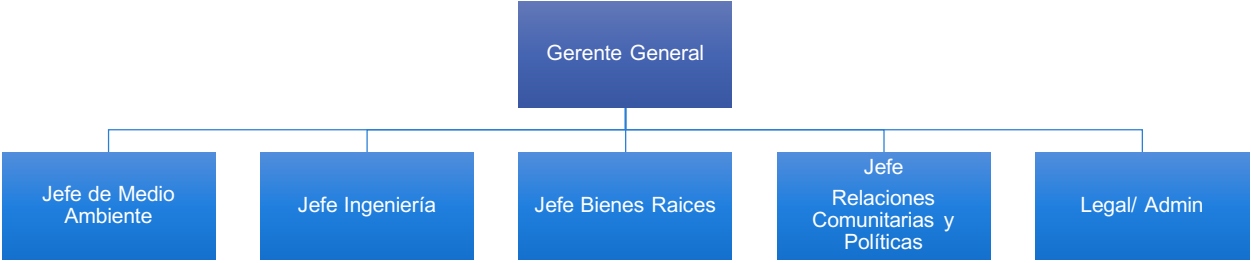 Gerente General
Jefe de Medio
Ambiente
Jefe Ingeniería
Jefe Bienes Raices
Jefe
Relaciones
Comunitarias y
Políticas
Legal/ Admin